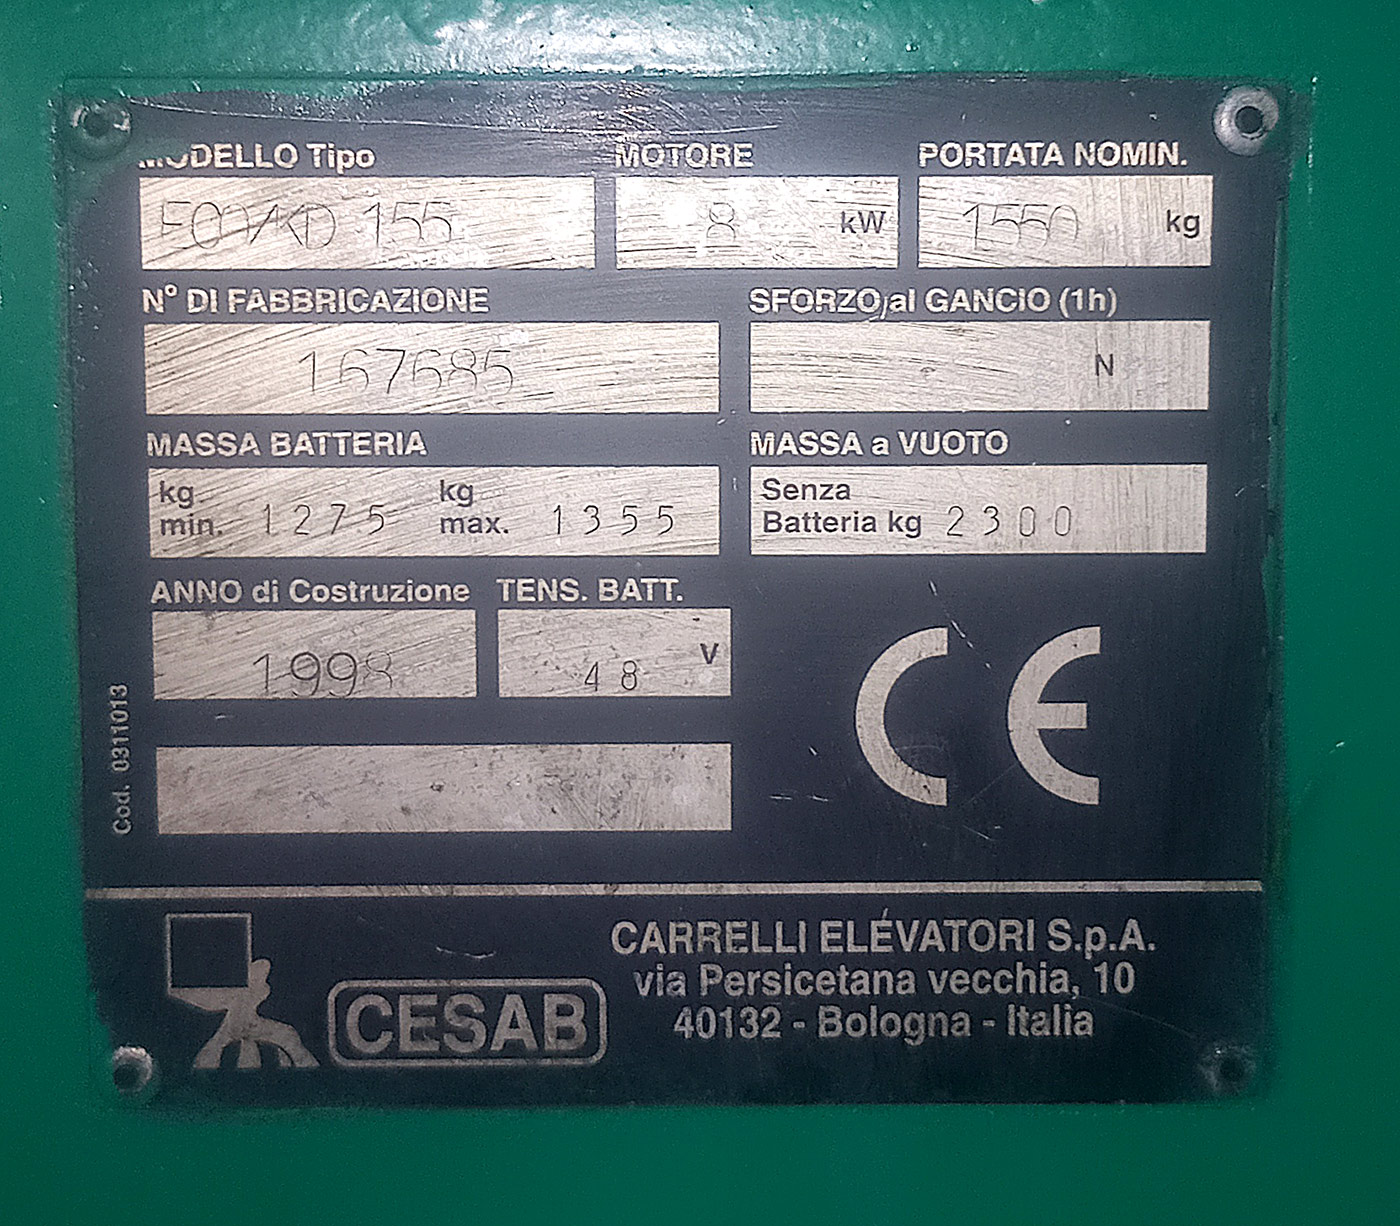 MODELLO Tipo MOTORE PORTATA NOMIN.
155 8 kW 1550 kg
N° DI FABBRICAZIONE SFORZO al GANCIO (1h)
167685 N
MASSA BATTERIA MASSA a VUOTO
kg kg Senza
min. 1275 max. 1355 Batteria kg 2300
ANNO di Costruzione TENS. BATT.
1998 48 V
CE
Cod. 0311013
CARRELLI ELEVATORI S.p.A.
via Persicetana vecchia, 10
40132 - Bologna - Italia
CESAB